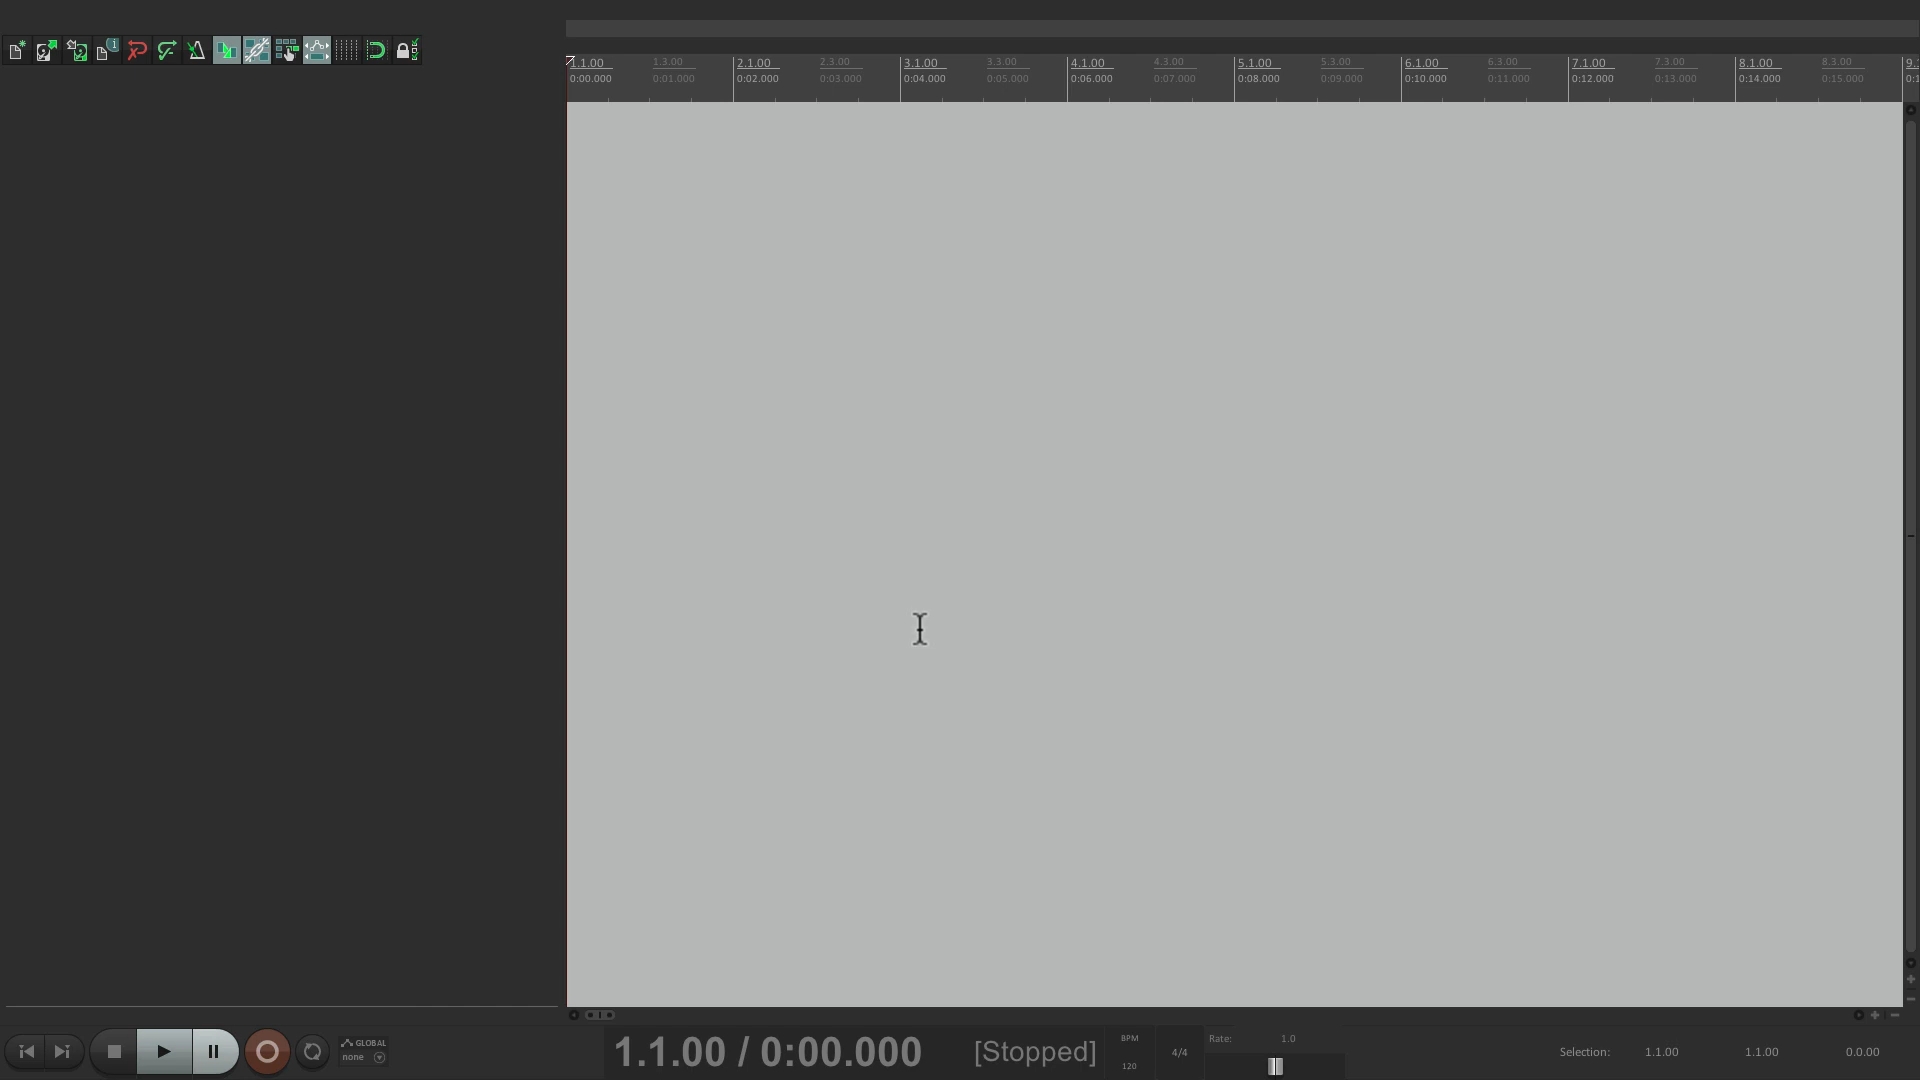 1.1.00 1.3.00 2.1.00 2.3.00 3.1.00 3.3.00 4.1.00 4.3.00 5.1.00 5.3.00 6.1.00 6.3.00 7.1.00 7.3.00 8.1.00 8.3.00
0:00.000 0:01.000 0:02.000 0:03.000 0:04.000 0:05.000 0:06.000 0:07.000 0:08.000 0:09.000 0:10.000 0:11.000 0:12.000 0:13.000 0:14.000 0:15.000
GLOBAL
none
1.1.00 / 0:00.000
[Stopped]
BPM
120
4/4
Rate: 1.0
Selection: 1.1.00 1.1.00 0.0.00